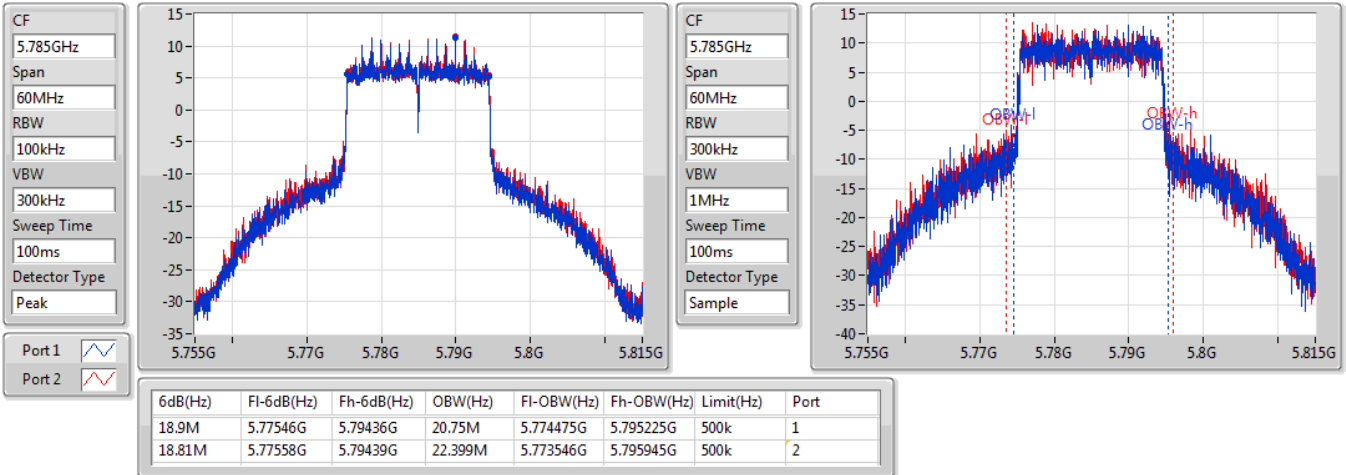 CF
5.785GHz
Span
60MHz
RBW
100kHz
VBW
300kHz
Sweep Time
100ms
Detector Type
Peak
Port 1
Port 2
15
10
5
0
-5
-10
-15
-20
-25
-30
-35
5.755G 5.77G 5.78G 5.79G 5.8G 5.815G
CF
5.785GHz
Span
60MHz
RBW
300kHz
VBW
1MHz
Sweep Time
100ms
Detector Type
Sample
15
10
5
0
-5
-10
-15
-20
-25
-30
-35
-40
OBW-l
OBW-l
OBW-h
OBW-h
5.755G 5.77G 5.78G 5.79G 5.8G 5.815G
6dB(Hz) Fl-6dB(Hz) Fh-6dB(Hz) OBW(Hz) Fl-OBW(Hz) Fh-OBW(Hz) Limit(Hz) Port
18.9M 5.77546G 5.79436G 20.75M 5.774475G 5.795225G 500k 1
18.81M 5.77558G 5.79439G 22.399M 5.773546G 5.795945G 500k 2